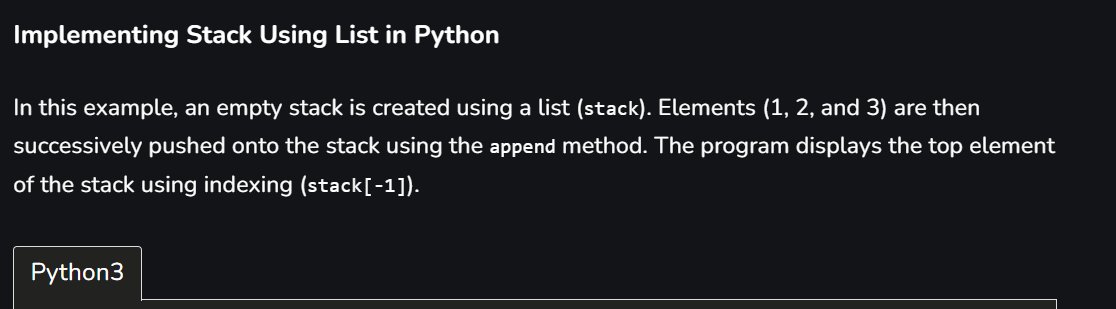 Implementing Stack Using List in Python
In this example, an empty stack is created using a list (stack). Elements (1, 2, and 3) are then
successively pushed onto the stack using the append method. The program displays the top element
of the stack using indexing (stack[-1]).
Python3